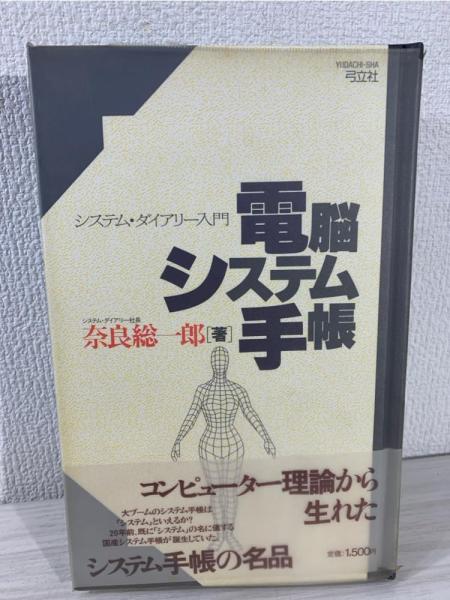 YUDACHI-SHA
弓立社
システム・ダイアリー入門
電脳
システム
手帳
システム・ダイアリー社長
奈良総一郎[著]
コンピューター理論から
生れた
大ブームのシステム手帳は
「システム」といえるか?
20年前、既に「システム」の名に値する
国産システム手帳が誕生していた。
システム手帳の名品
定価:1,500円